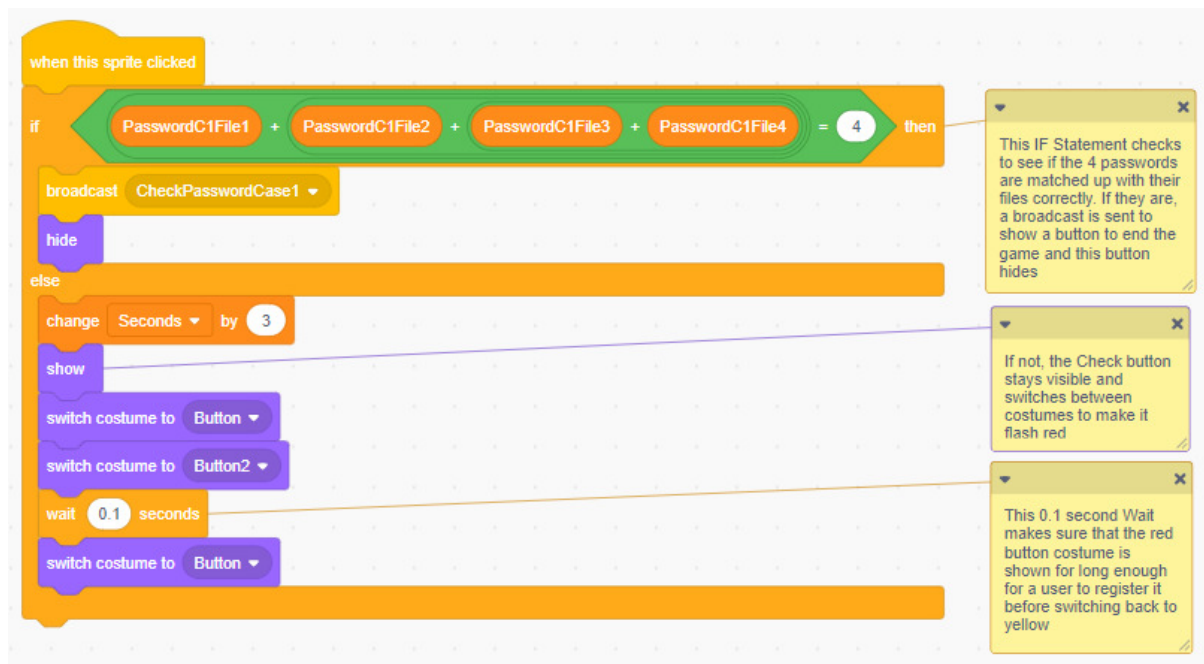 when this sprite clicked
if PasswordC1File1 + PasswordC1File2 + PasswordC1File3 + PasswordC1File4 = 4 then
broadcast CheckPasswordCase1
hide
else
change Seconds by 3
show
switch costume to Button
switch costume to Button2
wait 0.1 seconds
switch costume to Button
This IF Statement checks
to see if the 4 passwords
are matched up with their
files correctly. If they are,
a broadcast is sent to
show a button to end the
game and this button
hides
If not, the Check button
stays visible and
switches between
costumes to make it
flash red
This 0.1 second Wait
makes sure that the red
button costume is
shown for long enough
for a user to register it
before switching back to
yellow